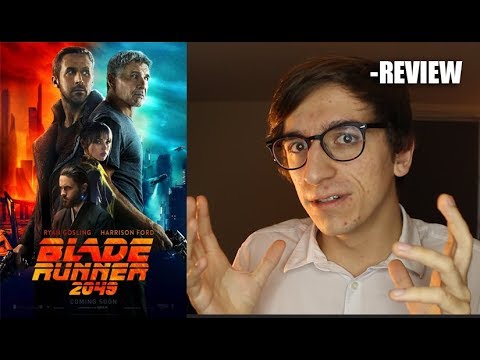 -REVIEW
RYAN GOSLING HARRISON FORD
BLADE
RUNNER
2049
COMING SOON